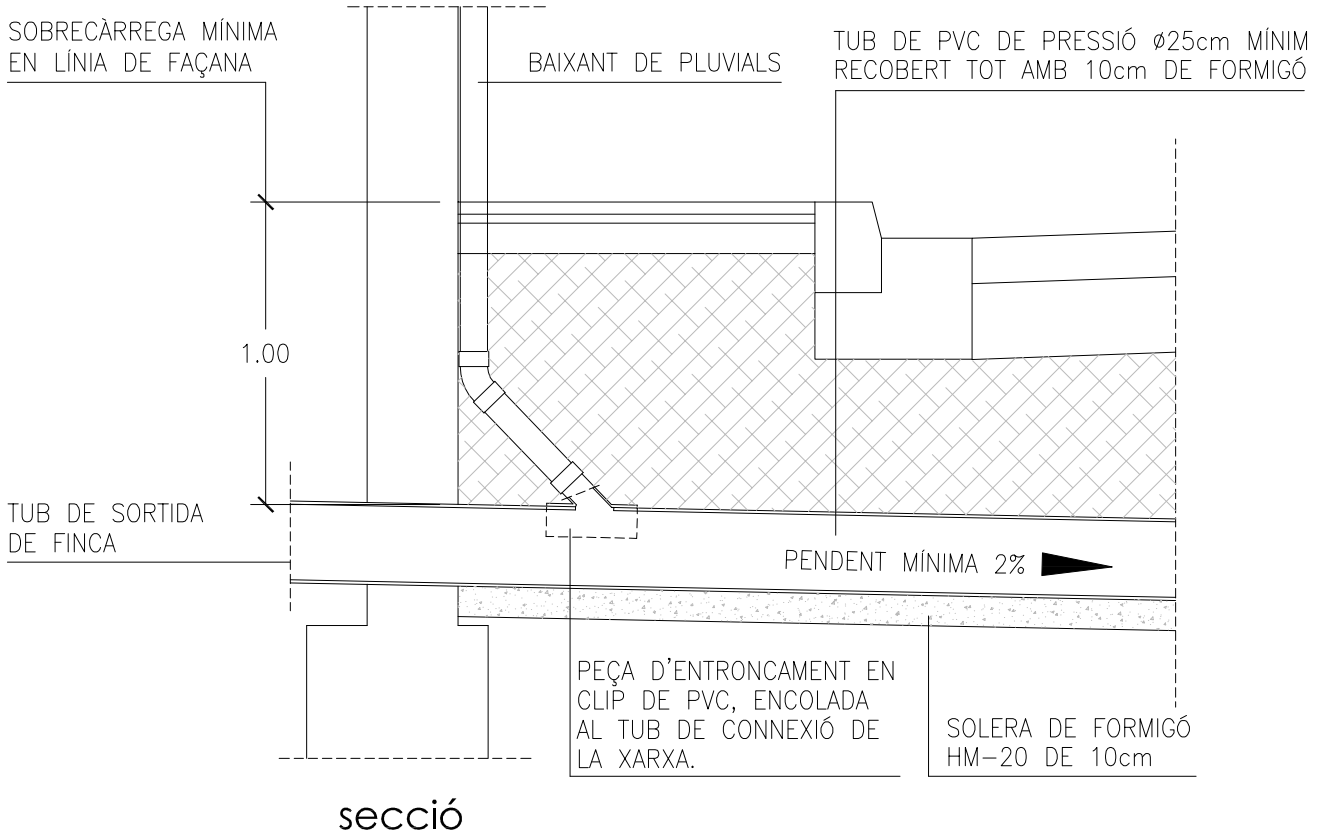 SOBRECÀRREGA MÍNIMA
EN LÍNIA DE FAÇANA
BAIXANT DE PLUVIALS
TUB DE PVC DE PRESSIÓ Ø25cm MÍNIM
RECOBERT TOT AMB 10cm DE FORMIGÓ
1.00
TUB DE SORTIDA
DE FINCA
PENDENT MÍNIMA 2%
PEÇA D'ENTRONCAMENT EN
CLIP DE PVC, ENCOLADA
AL TUB DE CONNEXIÓ DE
LA XARXA.
SOLERA DE FORMIGÓ
HM-20 DE 10cm
secció